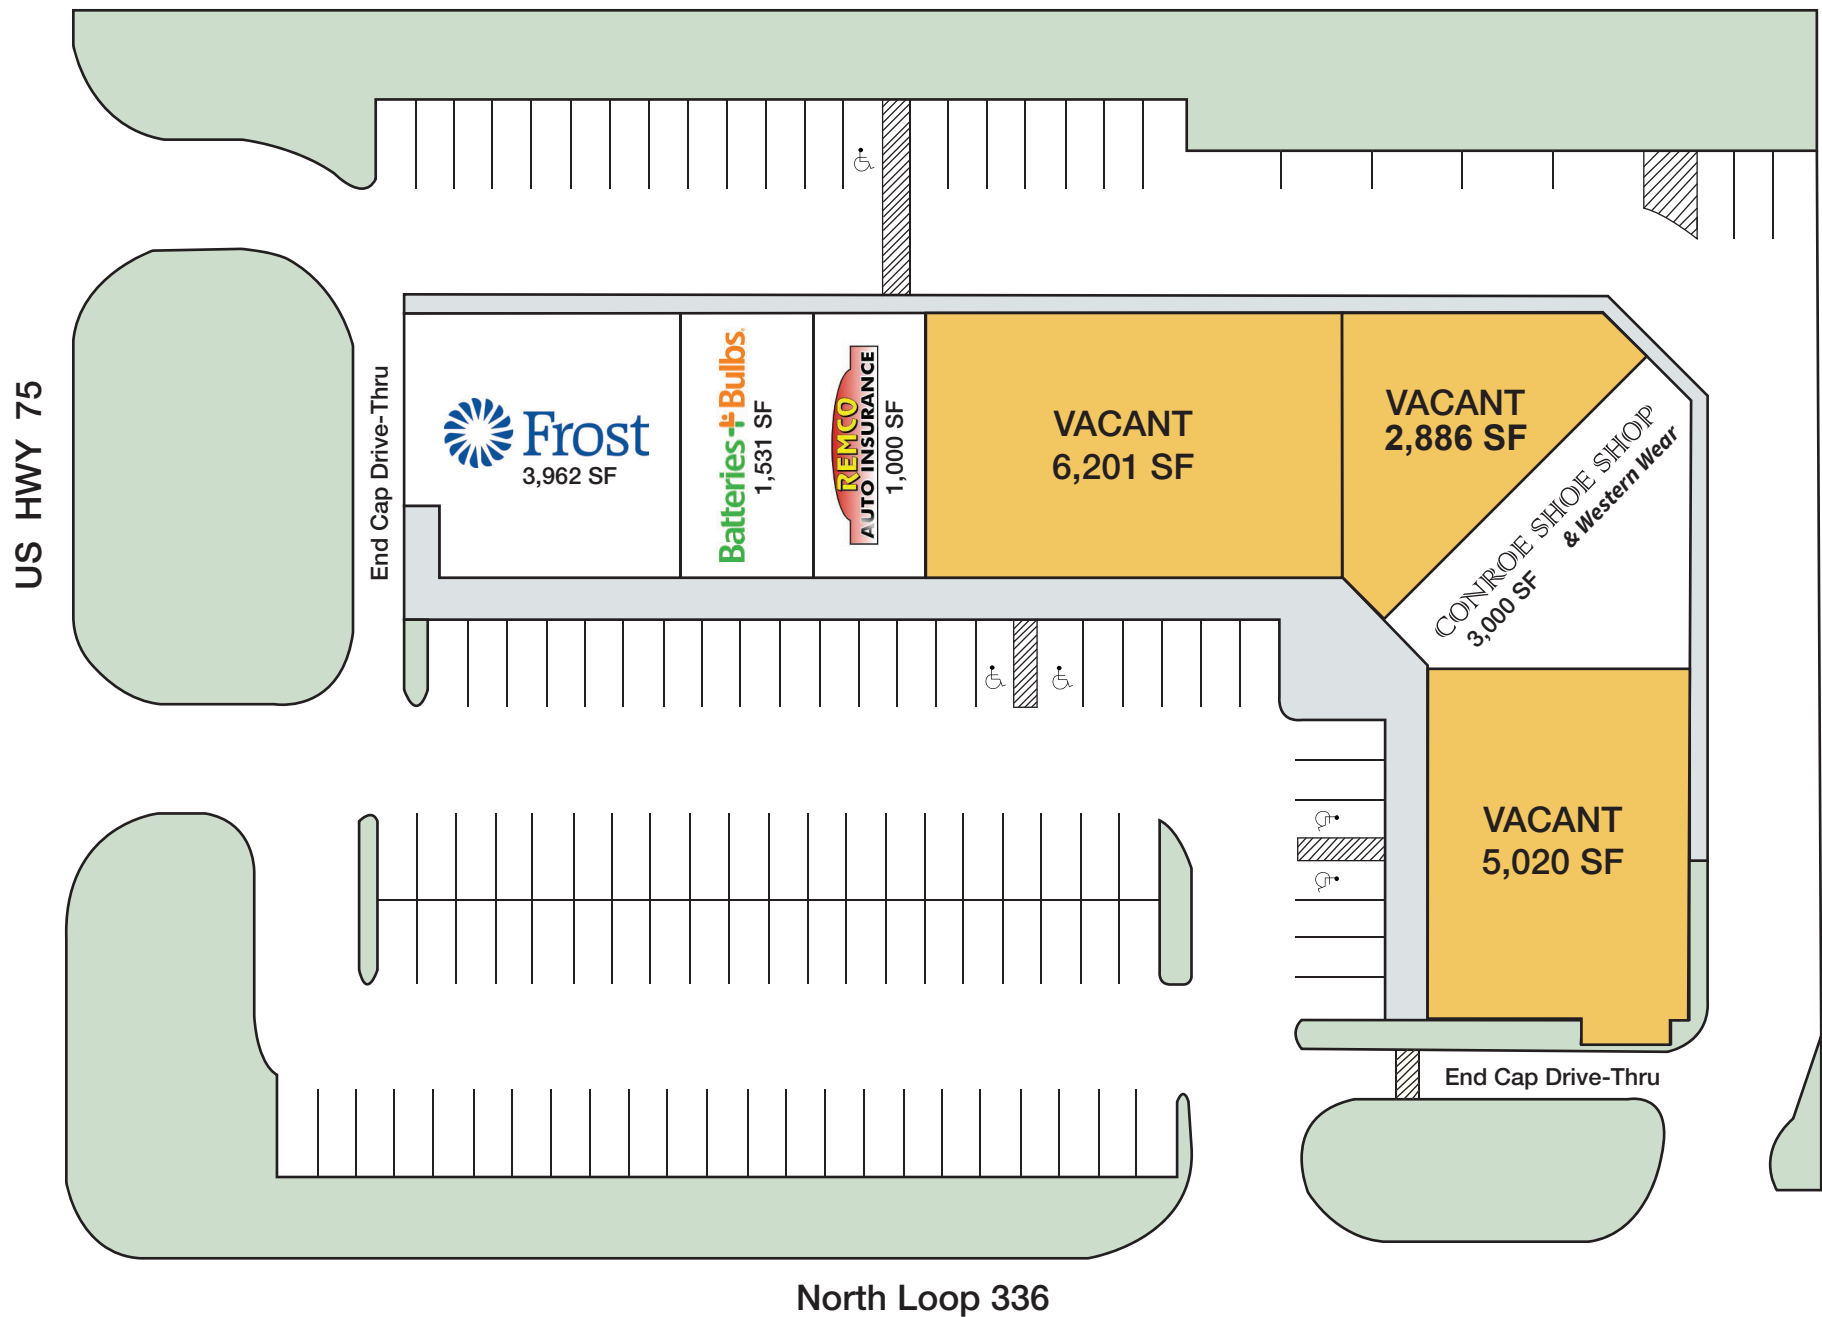 US HWY 75
End Cap Drive-Thru
Frost
3,962 SF
Batteries+Bulbs
1,531 SF
REMCO
AUTO INSURANCE
1,000 SF
VACANT
6,201 SF
VACANT
2,886 SF
CONROE SHOE SHOP
& Western Wear
3,000 SF
VACANT
5,020 SF
End Cap Drive-Thru
North Loop 336